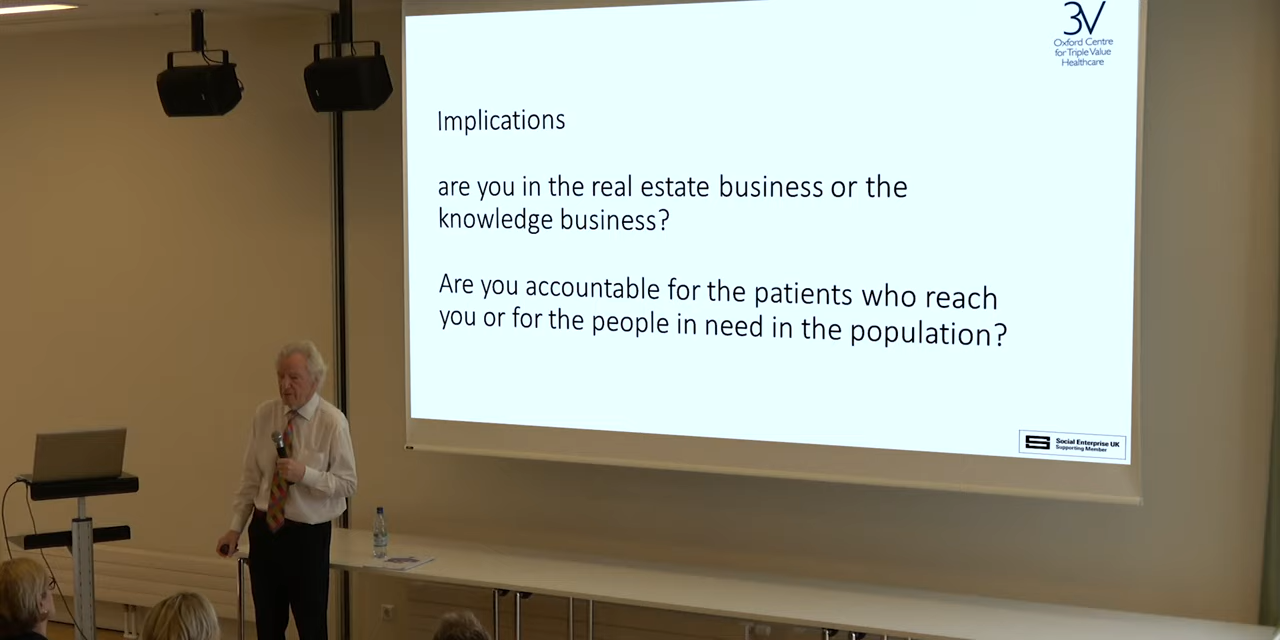 3V
Oxford Centre
for Triple Value
Healthcare
Implications
are you in the real estate business or the
knowledge business?
Are you accountable for the patients who reach
you or for the people in need in the population?
Social Enterprise UK
Supporting Member